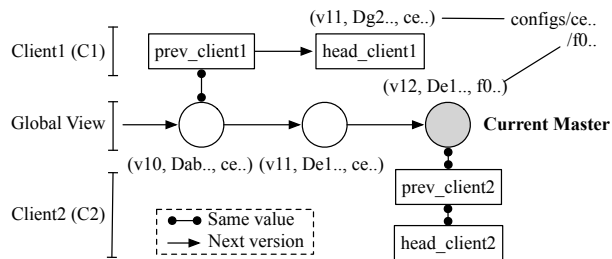 (v11, Dg2.., ce..)
configs/ce..
/f0..
Client1 (C1)
prev_client1
head_client1
(v12, De1.., f0..)
Global View
Current Master
(v10, Dab.., ce..)
(v11, De1.., ce..)
prev_client2
Client2 (C2)
Same value
Next version
head_client2